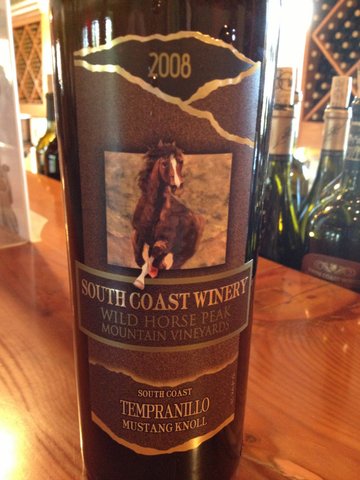 2008
SOUTH COAST WINERY
WILD HORSE PEAK
MOUNTAIN VINEYARDS
SOUTH COAST
TEMPRANILLO
MUSTANG KNOLL